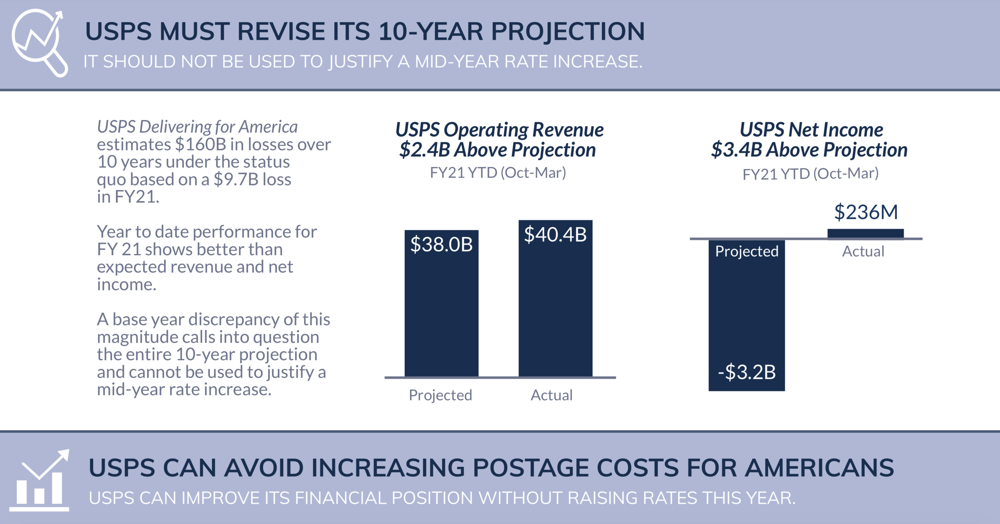 USPS MUST REVISE ITS 10-YEAR PROJECTION
IT SHOULD NOT BE USED TO JUSTIFY A MID-YEAR RATE INCREASE.
USPS Delivering for America
estimates $160B in losses over
10 years under the status
quo based on a $9.7B loss
in FY21.
Year to date performance for
FY 21 shows better than
expected revenue and net
income.
A base year discrepancy of this
magnitude calls into question
the entire 10-year projection
and cannot be used to justify a
mid-year rate increase.
USPS Operating Revenue
$2.4B Above Projection
FY21 YTD (Oct-Mar)
$38.0B
$40.4B
Projected
Actual
USPS Net Income
$3.4B Above Projection
FY21 YTD (Oct-Mar)
$236M
Projected
Actual
-$3.2B
USPS CAN AVOID INCREASING POSTAGE COSTS FOR AMERICANS
USPS CAN IMPROVE ITS FINANCIAL POSITION WITHOUT RAISING RATES THIS YEAR.